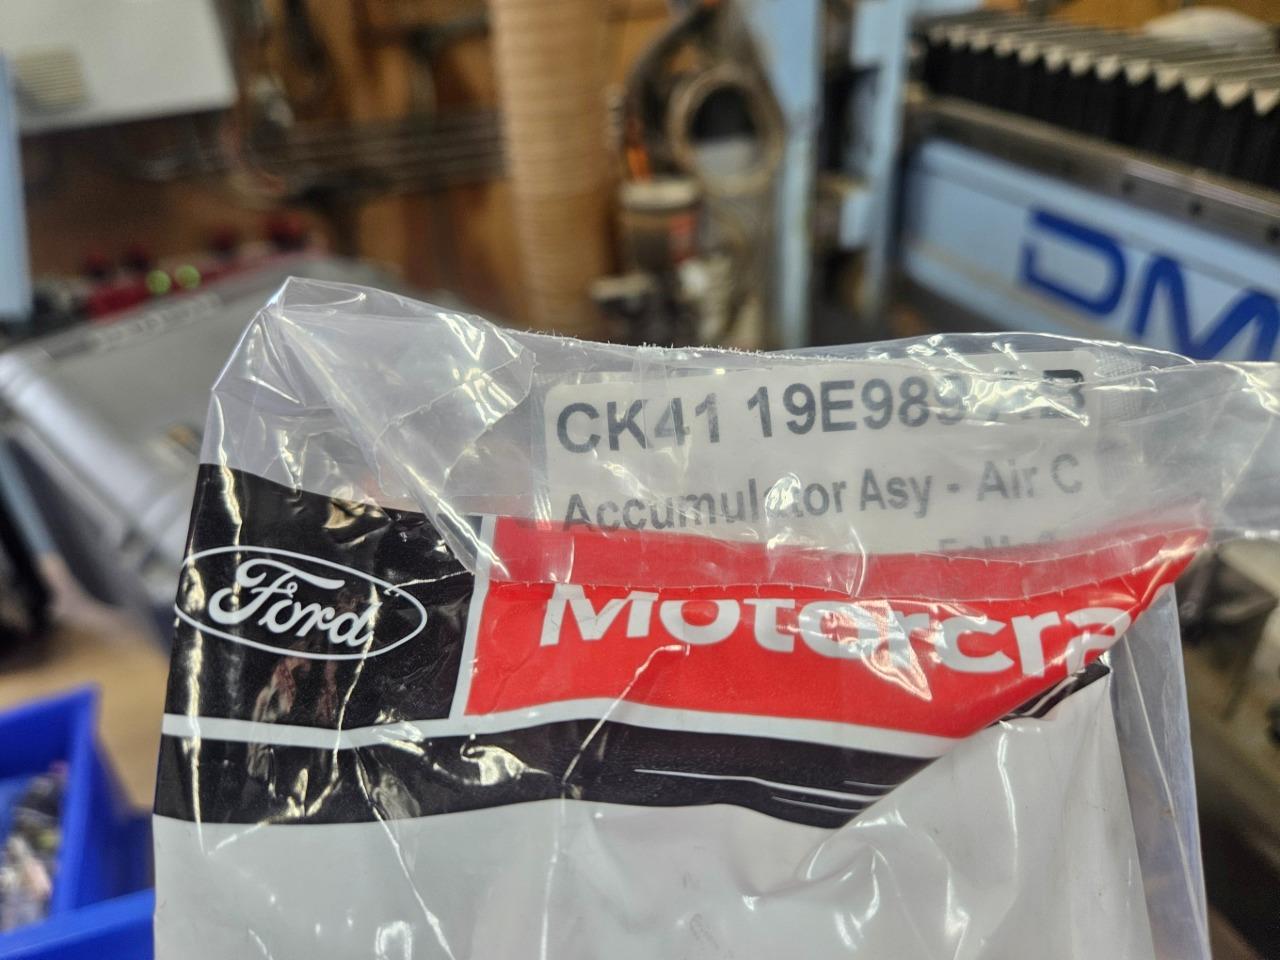 DM
CK41 19E989
Accumulator Asy - Air C
Ford
Motorcra